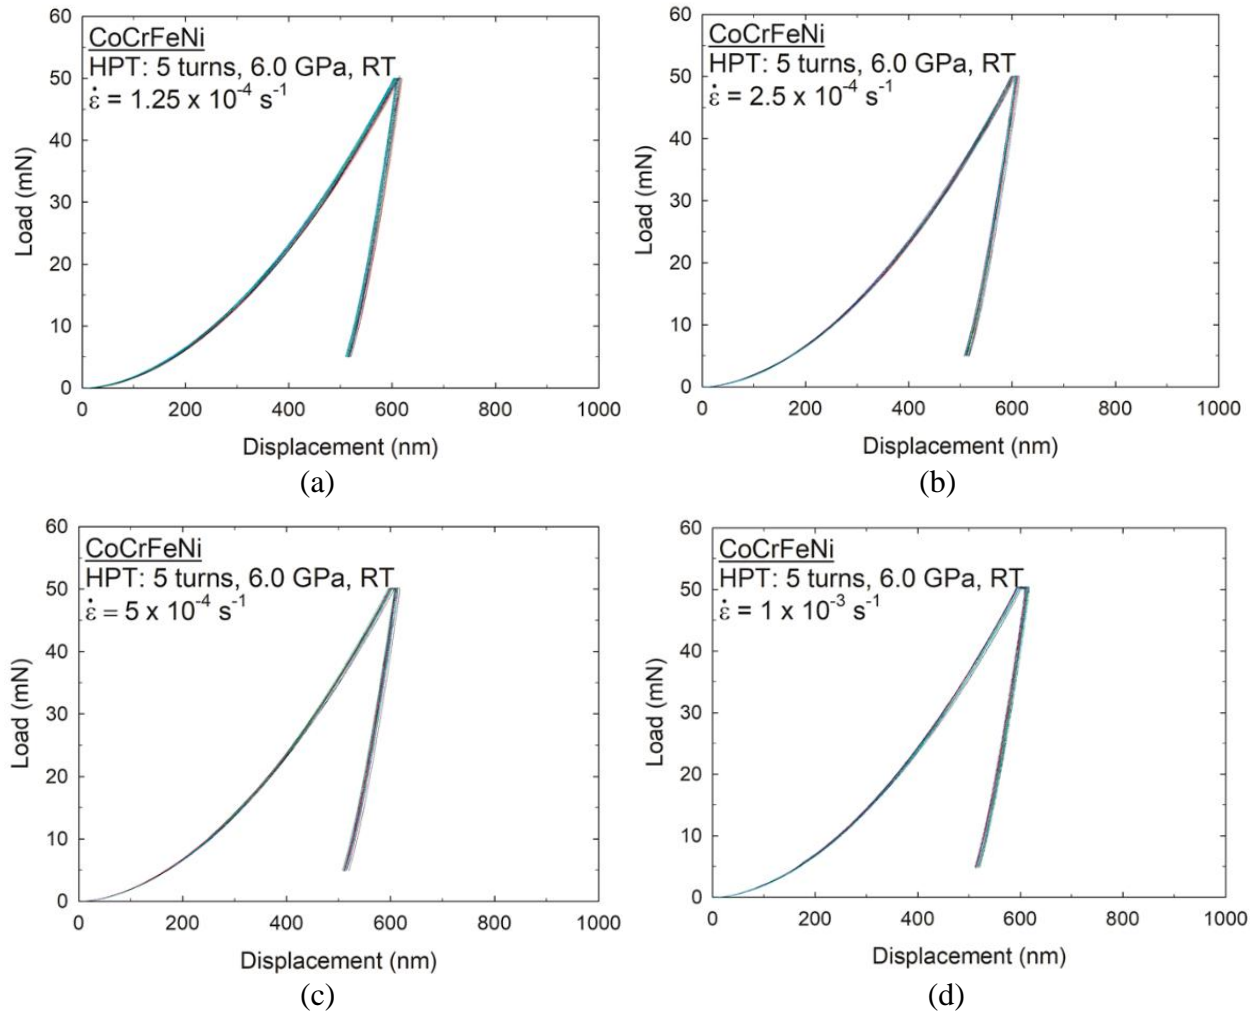 60
50
40
30
20
10
0
Load (mN)
CoCrFeNi
HPT: 5 turns, 6.0 GPa, RT
ε̇ = 1.25 x 10⁻⁴ s⁻¹
0 200 400 600 800 1000
Displacement (nm)
(a)
60
50
40
30
20
10
0
Load (mN)
CoCrFeNi
HPT: 5 turns, 6.0 GPa, RT
ε̇ = 2.5 x 10⁻⁴ s⁻¹
0 200 400 600 800 1000
Displacement (nm)
(b)
60
50
40
30
20
10
0
Load (mN)
CoCrFeNi
HPT: 5 turns, 6.0 GPa, RT
ε̇ = 5 x 10⁻⁴ s⁻¹
0 200 400 600 800 1000
Displacement (nm)
(c)
60
50
40
30
20
10
0
Load (mN)
CoCrFeNi
HPT: 5 turns, 6.0 GPa, RT
ε̇ = 1 x 10⁻³ s⁻¹
0 200 400 600 800 1000
Displacement (nm)
(d)